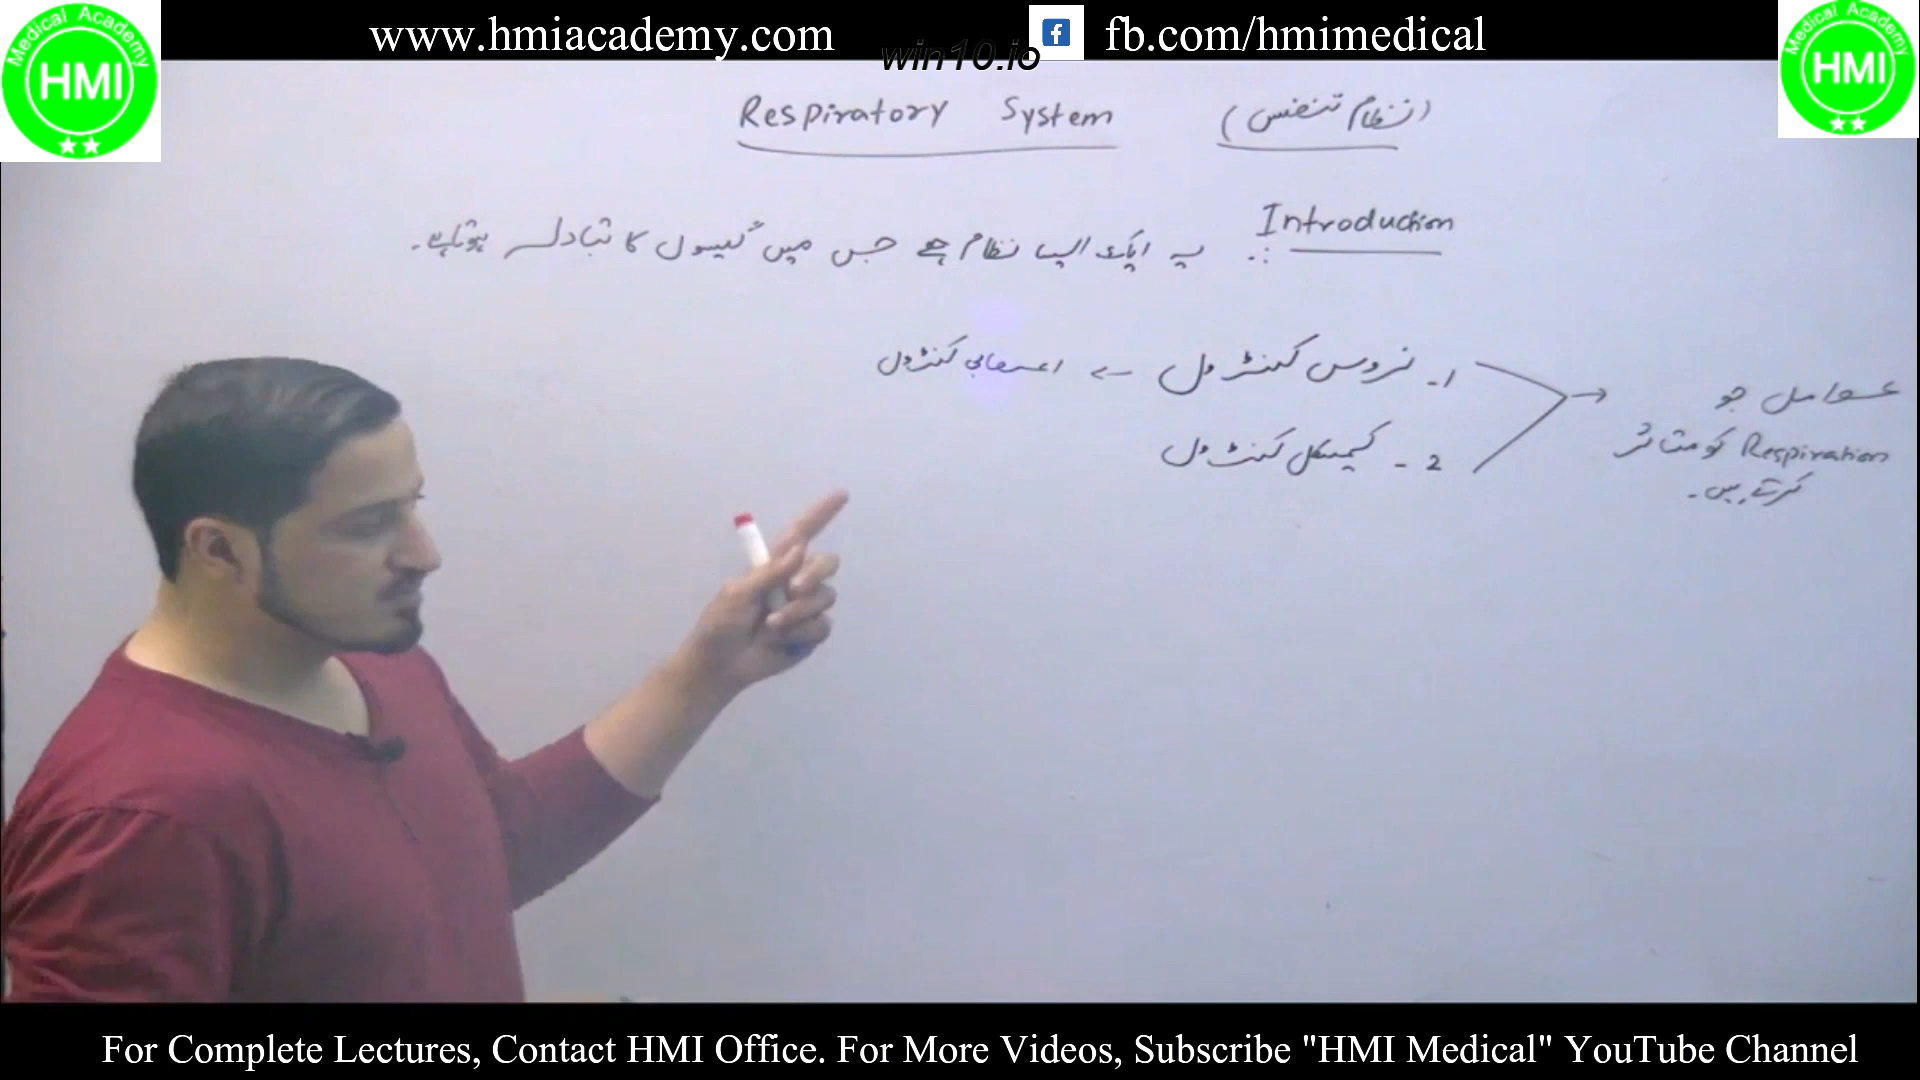 www.hmiacademy.com
fb.com/hmimedical
win10.io
Medical Academy
HMI
Medical Academy
HMI
Respiratory System (نظام تنفس)
Introduction
یہ ایک ایسا نظام ہے جس میں گیسوں کا تبادلہ ہوتا ہے۔
1- نروس کنٹرول → اعصابی کنٹرول
2- کیمیکل کنٹرول
عوامل جو
Respiration کو متاثر
کرتے ہیں۔
For Complete Lectures, Contact HMI Office. For More Videos, Subscribe "HMI Medical" YouTube Channel